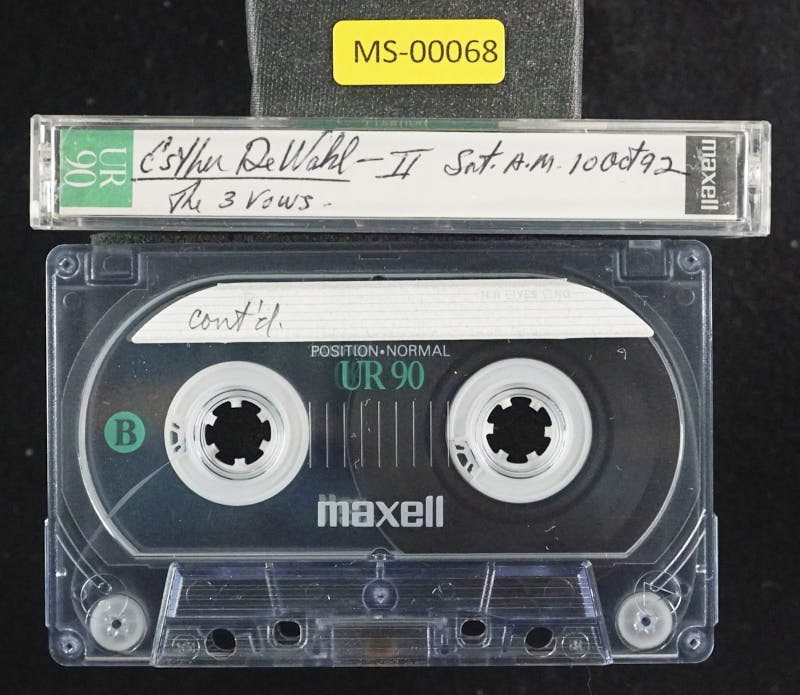 MS-00068
UR 90
Esther DeWahl - II Sat. A.M. 10 Oct 92
The 3 Vows -
maxell
cont'd.
POSITION•NORMAL
UR 90
B
maxell